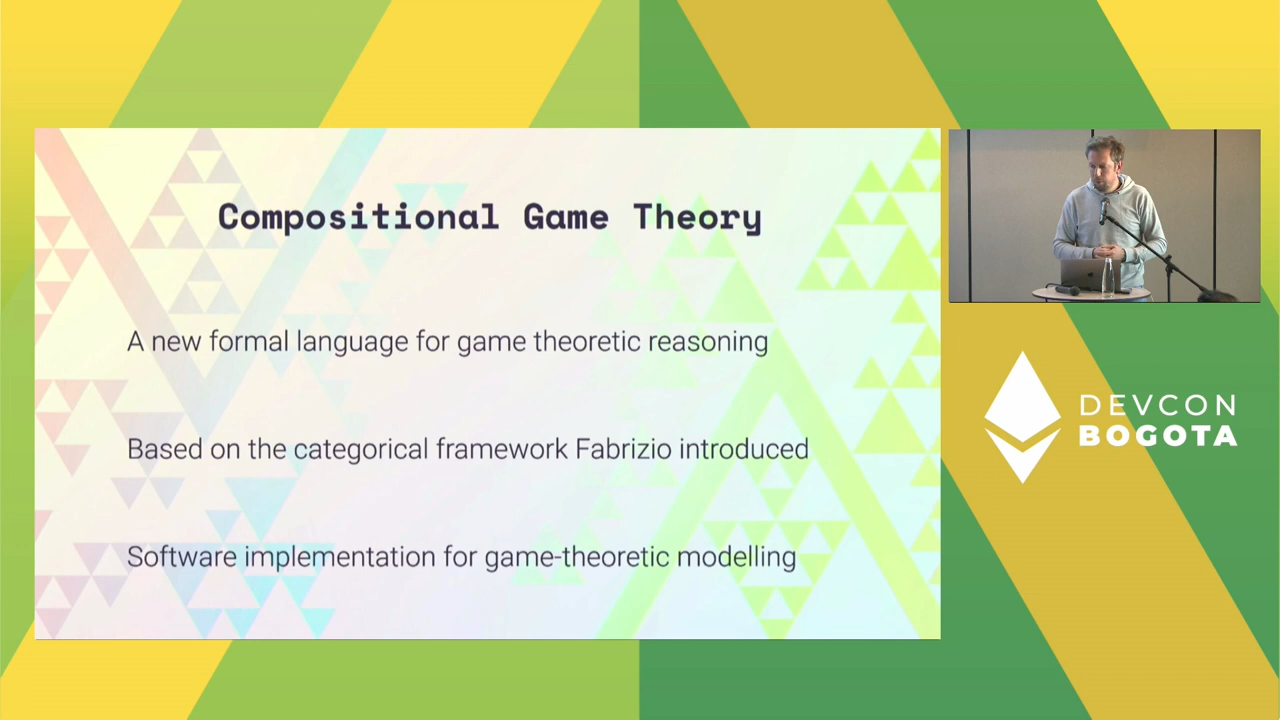 Compositional Game Theory
A new formal language for game theoretic reasoning
Based on the categorical framework Fabrizio introduced
Software implementation for game-theoretic modelling
DEVCON
BOGOTA